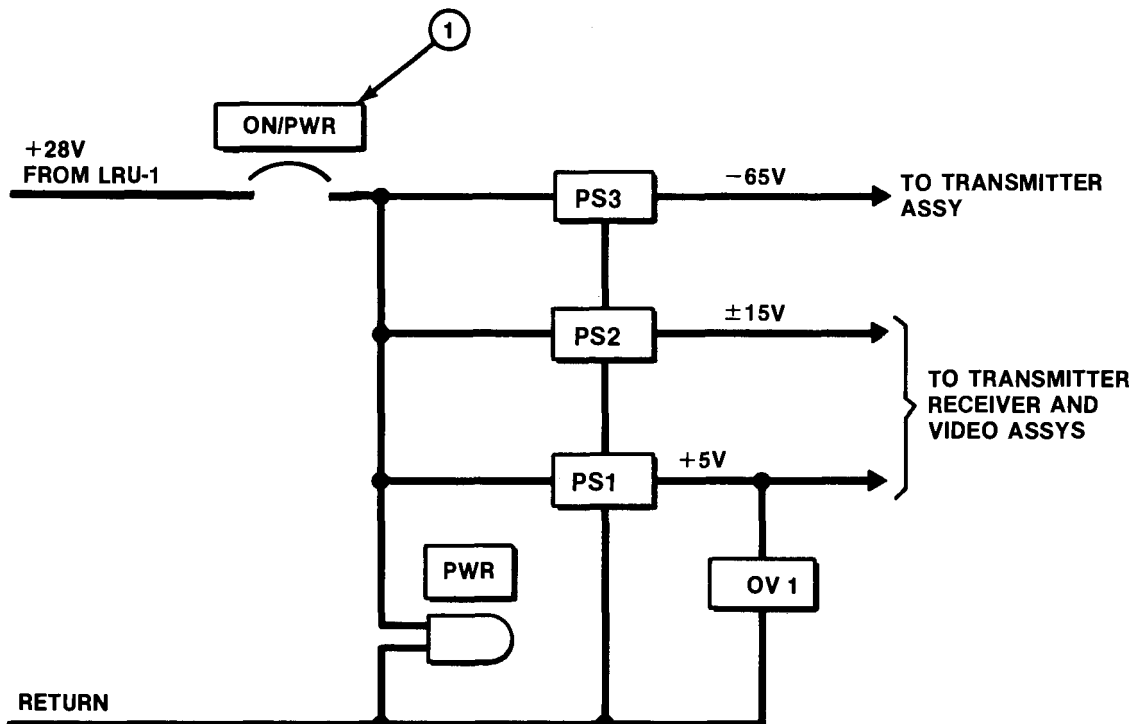 1
ON/PWR
+28V
FROM LRU-1
PS3
−65V
TO TRANSMITTER
ASSY
PS2
±15V
TO TRANSMITTER
RECEIVER AND
VIDEO ASSYS
PS1
+5V
PWR
OV 1
RETURN